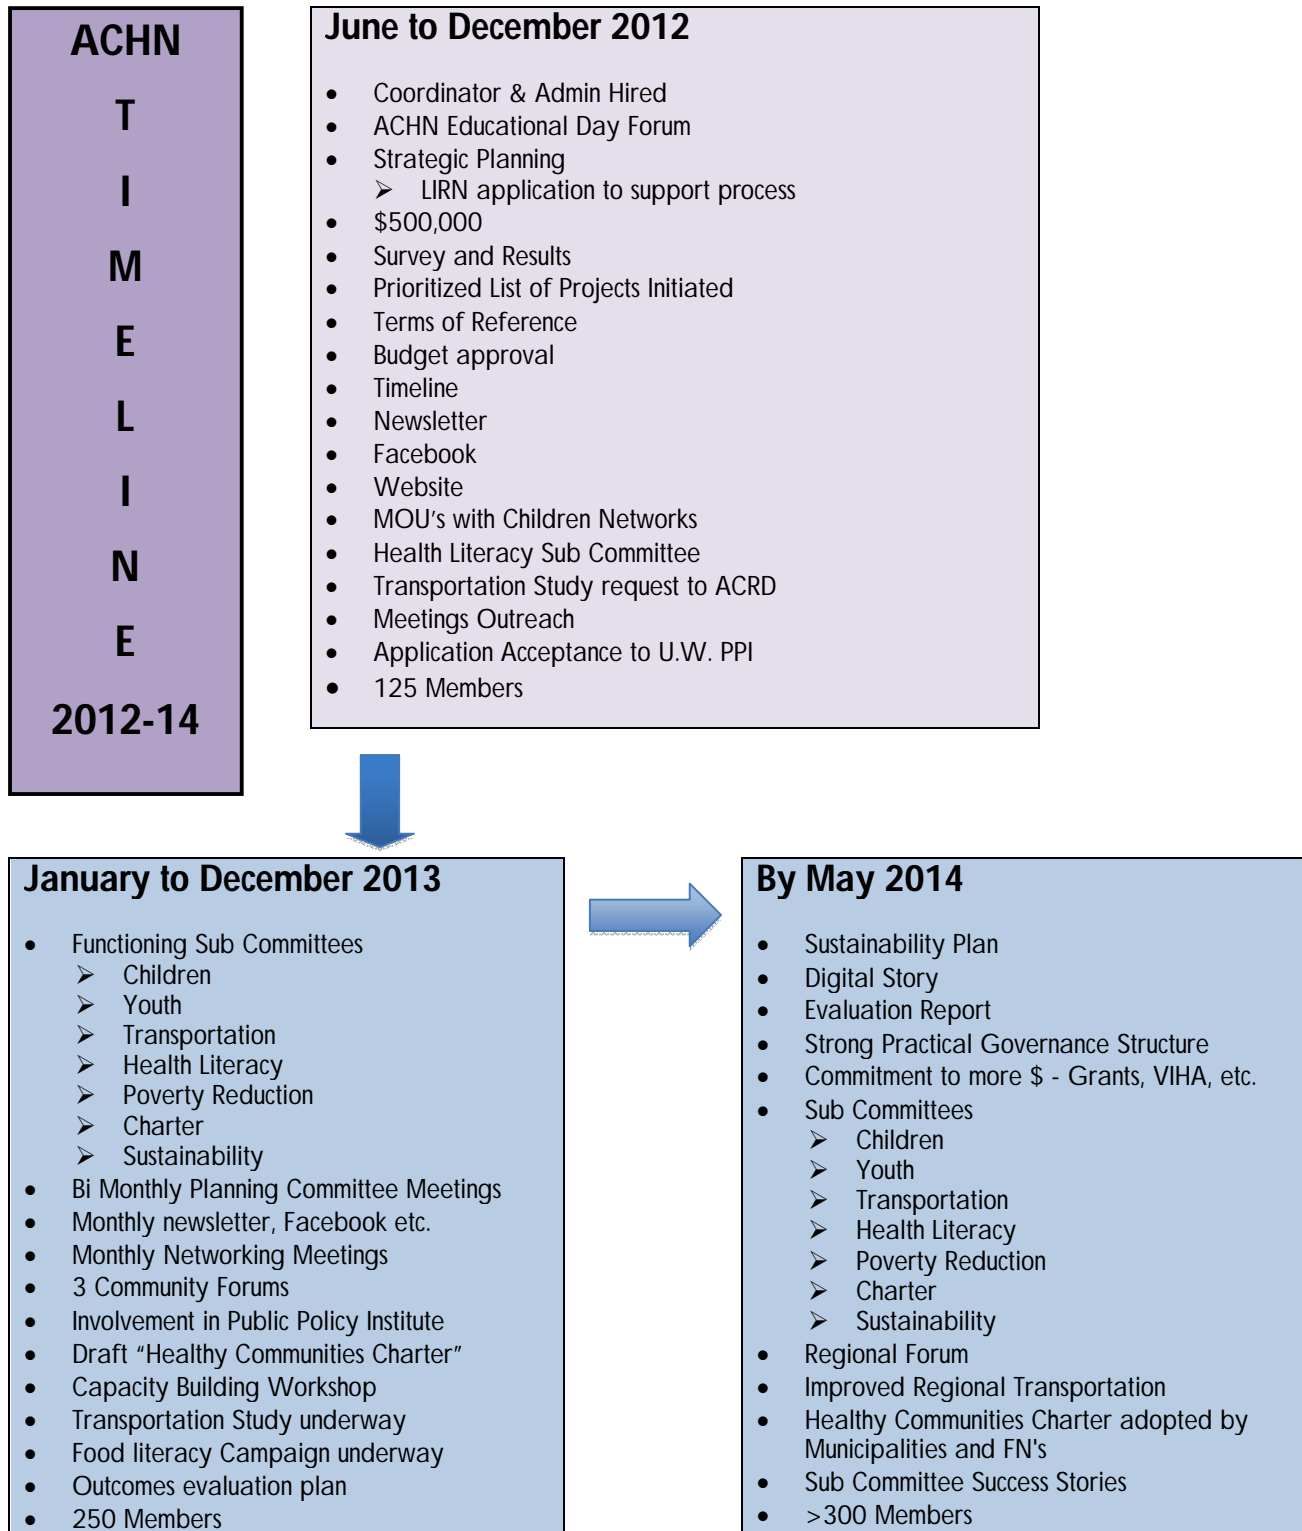 ACHN
T
I
M
E
L
I
N
E
2012-14
June to December 2012
• Coordinator & Admin Hired
• ACHN Educational Day Forum
• Strategic Planning
➢ LIRN application to support process
• $500,000
• Survey and Results
• Prioritized List of Projects Initiated
• Terms of Reference
• Budget approval
• Timeline
• Newsletter
• Facebook
• Website
• MOU's with Children Networks
• Health Literacy Sub Committee
• Transportation Study request to ACRD
• Meetings Outreach
• Application Acceptance to U.W. PPI
• 125 Members
January to December 2013
• Functioning Sub Committees
➢ Children
➢ Youth
➢ Transportation
➢ Health Literacy
➢ Poverty Reduction
➢ Charter
➢ Sustainability
• Bi Monthly Planning Committee Meetings
• Monthly newsletter, Facebook etc.
• Monthly Networking Meetings
• 3 Community Forums
• Involvement in Public Policy Institute
• Draft “Healthy Communities Charter”
• Capacity Building Workshop
• Transportation Study underway
• Food literacy Campaign underway
• Outcomes evaluation plan
• 250 Members
By May 2014
• Sustainability Plan
• Digital Story
• Evaluation Report
• Strong Practical Governance Structure
• Commitment to more $ - Grants, VIHA, etc.
• Sub Committees
➢ Children
➢ Youth
➢ Transportation
➢ Health Literacy
➢ Poverty Reduction
➢ Charter
➢ Sustainability
• Regional Forum
• Improved Regional Transportation
• Healthy Communities Charter adopted by
Municipalities and FN's
• Sub Committee Success Stories
• >300 Members